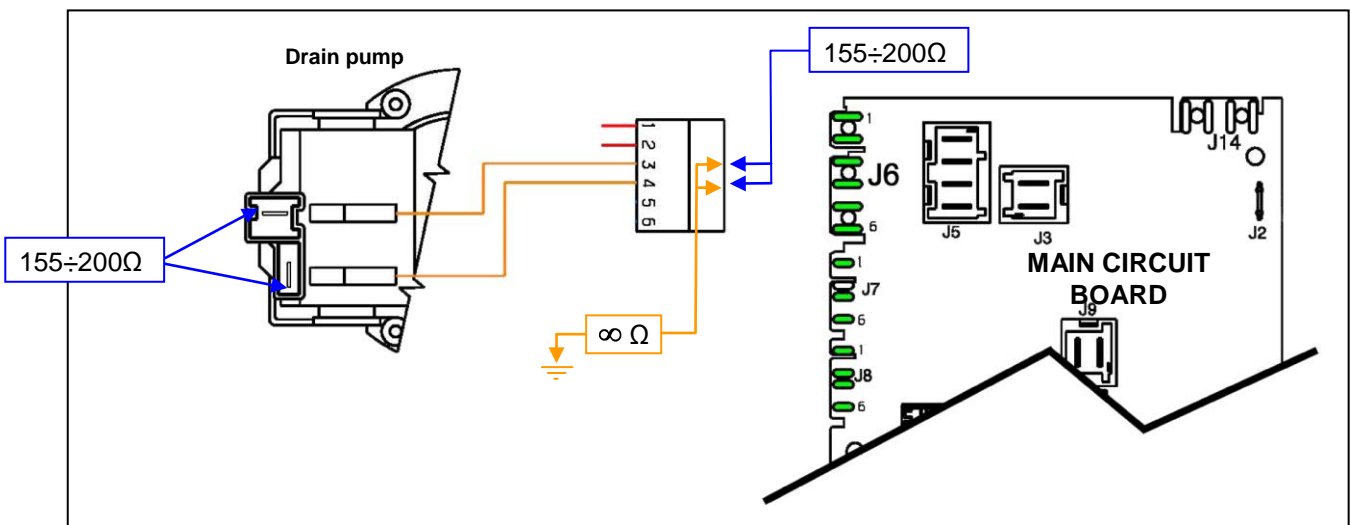 Drain pump
155÷200Ω
155÷200Ω
1
2
3
4
5
6
∞ Ω
1
J6
6
1
J7
6
1
J8
6
J5
J3
J14
J2
MAIN CIRCUIT
BOARD
J9